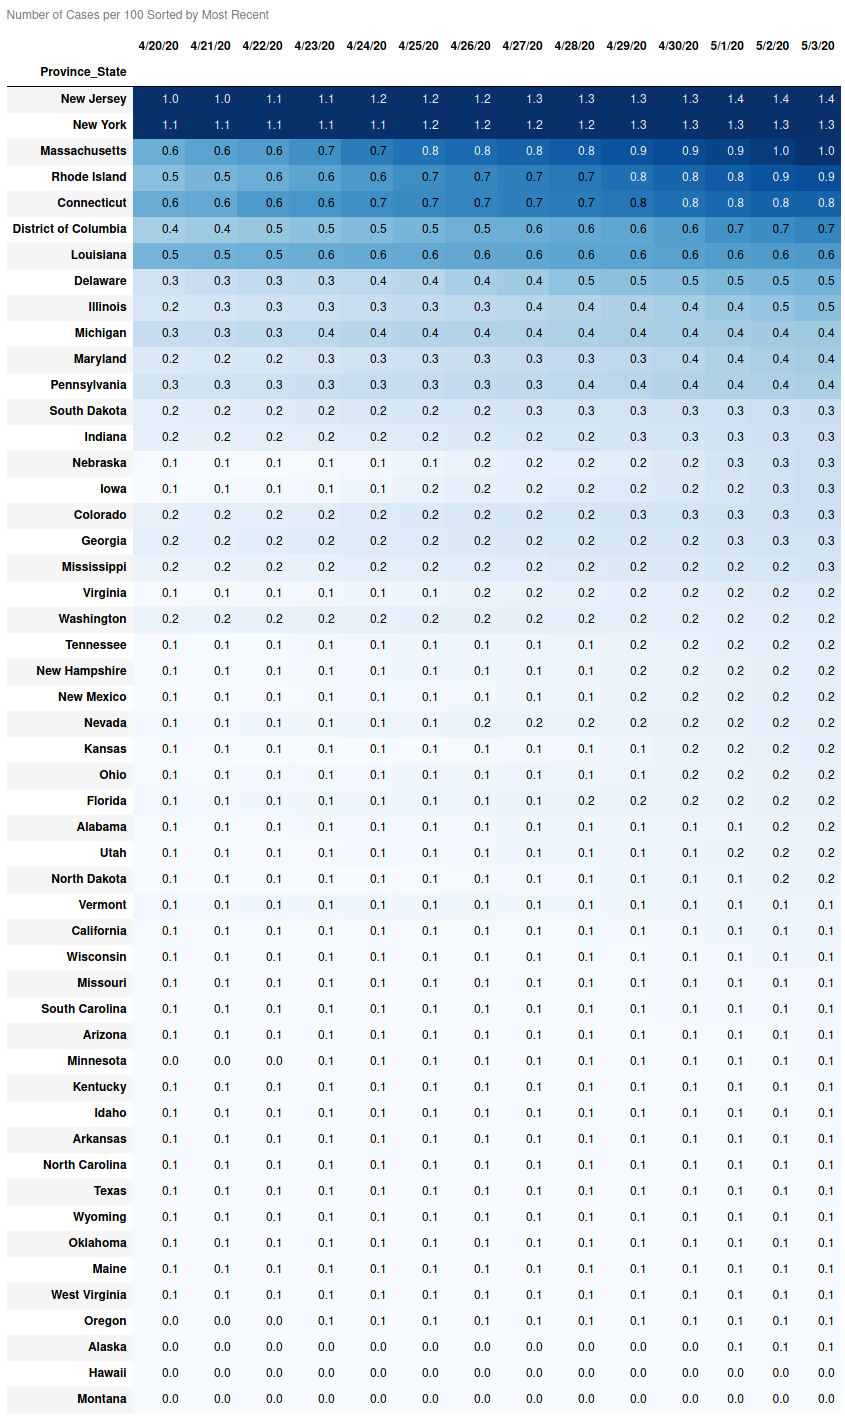 Number of Cases per 100 Sorted by Most Recent
4/20/20 4/21/20 4/22/20 4/23/20 4/24/20 4/25/20 4/26/20 4/27/20 4/28/20 4/29/20 4/30/20 5/1/20 5/2/20 5/3/20
Province_State
New Jersey 1.0 1.0 1.1 1.1 1.2 1.2 1.2 1.3 1.3 1.3 1.3 1.4 1.4 1.4
New York 1.1 1.1 1.1 1.1 1.1 1.2 1.2 1.2 1.2 1.3 1.3 1.3 1.3 1.3
Massachusetts 0.6 0.6 0.6 0.7 0.7 0.8 0.8 0.8 0.8 0.9 0.9 0.9 1.0 1.0
Rhode Island 0.5 0.5 0.6 0.6 0.6 0.7 0.7 0.7 0.7 0.8 0.8 0.8 0.9 0.9
Connecticut 0.6 0.6 0.6 0.6 0.7 0.7 0.7 0.7 0.7 0.8 0.8 0.8 0.8 0.8
District of Columbia 0.4 0.4 0.5 0.5 0.5 0.5 0.5 0.6 0.6 0.6 0.6 0.7 0.7 0.7
Louisiana 0.5 0.5 0.5 0.6 0.6 0.6 0.6 0.6 0.6 0.6 0.6 0.6 0.6 0.6
Delaware 0.3 0.3 0.3 0.3 0.4 0.4 0.4 0.4 0.5 0.5 0.5 0.5 0.5 0.5
Illinois 0.2 0.3 0.3 0.3 0.3 0.3 0.3 0.4 0.4 0.4 0.4 0.4 0.5 0.5
Michigan 0.3 0.3 0.3 0.4 0.4 0.4 0.4 0.4 0.4 0.4 0.4 0.4 0.4 0.4
Maryland 0.2 0.2 0.2 0.3 0.3 0.3 0.3 0.3 0.3 0.3 0.4 0.4 0.4 0.4
Pennsylvania 0.3 0.3 0.3 0.3 0.3 0.3 0.3 0.3 0.4 0.4 0.4 0.4 0.4 0.4
South Dakota 0.2 0.2 0.2 0.2 0.2 0.2 0.2 0.3 0.3 0.3 0.3 0.3 0.3 0.3
Indiana 0.2 0.2 0.2 0.2 0.2 0.2 0.2 0.2 0.2 0.3 0.3 0.3 0.3 0.3
Nebraska 0.1 0.1 0.1 0.1 0.1 0.1 0.2 0.2 0.2 0.2 0.2 0.3 0.3 0.3
Iowa 0.1 0.1 0.1 0.1 0.1 0.2 0.2 0.2 0.2 0.2 0.2 0.2 0.3 0.3
Colorado 0.2 0.2 0.2 0.2 0.2 0.2 0.2 0.2 0.2 0.3 0.3 0.3 0.3 0.3
Georgia 0.2 0.2 0.2 0.2 0.2 0.2 0.2 0.2 0.2 0.2 0.2 0.3 0.3 0.3
Mississippi 0.2 0.2 0.2 0.2 0.2 0.2 0.2 0.2 0.2 0.2 0.2 0.2 0.2 0.3
Virginia 0.1 0.1 0.1 0.1 0.1 0.1 0.2 0.2 0.2 0.2 0.2 0.2 0.2 0.2
Washington 0.2 0.2 0.2 0.2 0.2 0.2 0.2 0.2 0.2 0.2 0.2 0.2 0.2 0.2
Tennessee 0.1 0.1 0.1 0.1 0.1 0.1 0.1 0.1 0.1 0.2 0.2 0.2 0.2 0.2
New Hampshire 0.1 0.1 0.1 0.1 0.1 0.1 0.1 0.1 0.1 0.2 0.2 0.2 0.2 0.2
New Mexico 0.1 0.1 0.1 0.1 0.1 0.1 0.1 0.1 0.1 0.2 0.2 0.2 0.2 0.2
Nevada 0.1 0.1 0.1 0.1 0.1 0.1 0.2 0.2 0.2 0.2 0.2 0.2 0.2 0.2
Kansas 0.1 0.1 0.1 0.1 0.1 0.1 0.1 0.1 0.1 0.1 0.2 0.2 0.2 0.2
Ohio 0.1 0.1 0.1 0.1 0.1 0.1 0.1 0.1 0.1 0.1 0.2 0.2 0.2 0.2
Florida 0.1 0.1 0.1 0.1 0.1 0.1 0.1 0.1 0.2 0.2 0.2 0.2 0.2 0.2
Alabama 0.1 0.1 0.1 0.1 0.1 0.1 0.1 0.1 0.1 0.1 0.1 0.1 0.2 0.2
Utah 0.1 0.1 0.1 0.1 0.1 0.1 0.1 0.1 0.1 0.1 0.1 0.2 0.2 0.2
North Dakota 0.1 0.1 0.1 0.1 0.1 0.1 0.1 0.1 0.1 0.1 0.1 0.1 0.2 0.2
Vermont 0.1 0.1 0.1 0.1 0.1 0.1 0.1 0.1 0.1 0.1 0.1 0.1 0.1 0.1
California 0.1 0.1 0.1 0.1 0.1 0.1 0.1 0.1 0.1 0.1 0.1 0.1 0.1 0.1
Wisconsin 0.1 0.1 0.1 0.1 0.1 0.1 0.1 0.1 0.1 0.1 0.1 0.1 0.1 0.1
Missouri 0.1 0.1 0.1 0.1 0.1 0.1 0.1 0.1 0.1 0.1 0.1 0.1 0.1 0.1
South Carolina 0.1 0.1 0.1 0.1 0.1 0.1 0.1 0.1 0.1 0.1 0.1 0.1 0.1 0.1
Arizona 0.1 0.1 0.1 0.1 0.1 0.1 0.1 0.1 0.1 0.1 0.1 0.1 0.1 0.1
Minnesota 0.0 0.0 0.0 0.1 0.1 0.1 0.1 0.1 0.1 0.1 0.1 0.1 0.1 0.1
Kentucky 0.1 0.1 0.1 0.1 0.1 0.1 0.1 0.1 0.1 0.1 0.1 0.1 0.1 0.1
Idaho 0.1 0.1 0.1 0.1 0.1 0.1 0.1 0.1 0.1 0.1 0.1 0.1 0.1 0.1
Arkansas 0.1 0.1 0.1 0.1 0.1 0.1 0.1 0.1 0.1 0.1 0.1 0.1 0.1 0.1
North Carolina 0.1 0.1 0.1 0.1 0.1 0.1 0.1 0.1 0.1 0.1 0.1 0.1 0.1 0.1
Texas 0.1 0.1 0.1 0.1 0.1 0.1 0.1 0.1 0.1 0.1 0.1 0.1 0.1 0.1
Wyoming 0.1 0.1 0.1 0.1 0.1 0.1 0.1 0.1 0.1 0.1 0.1 0.1 0.1 0.1
Oklahoma 0.1 0.1 0.1 0.1 0.1 0.1 0.1 0.1 0.1 0.1 0.1 0.1 0.1 0.1
Maine 0.1 0.1 0.1 0.1 0.1 0.1 0.1 0.1 0.1 0.1 0.1 0.1 0.1 0.1
West Virginia 0.1 0.1 0.1 0.1 0.1 0.1 0.1 0.1 0.1 0.1 0.1 0.1 0.1 0.1
Oregon 0.0 0.0 0.0 0.1 0.1 0.1 0.1 0.1 0.1 0.1 0.1 0.1 0.1 0.1
Alaska 0.0 0.0 0.0 0.0 0.0 0.0 0.0 0.0 0.0 0.0 0.0 0.1 0.1 0.1
Hawaii 0.0 0.0 0.0 0.0 0.0 0.0 0.0 0.0 0.0 0.0 0.0 0.0 0.0 0.0
Montana 0.0 0.0 0.0 0.0 0.0 0.0 0.0 0.0 0.0 0.0 0.0 0.0 0.0 0.0